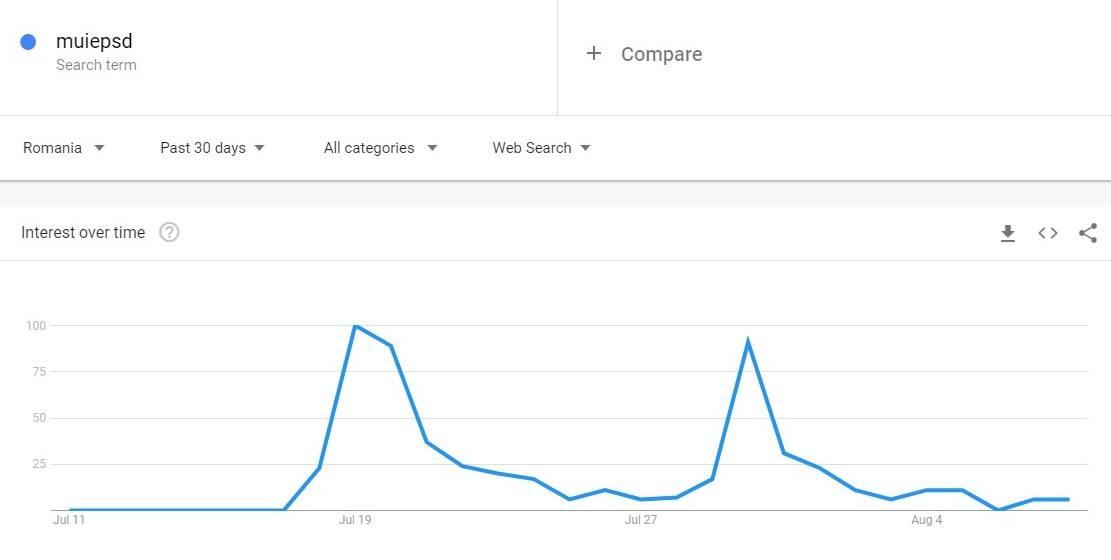 muiepsd
Search term
+ Compare
Romania Past 30 days All categories Web Search
Interest over time ?
100
75
50
25
Jul 11 Jul 19 Jul 27 Aug 4